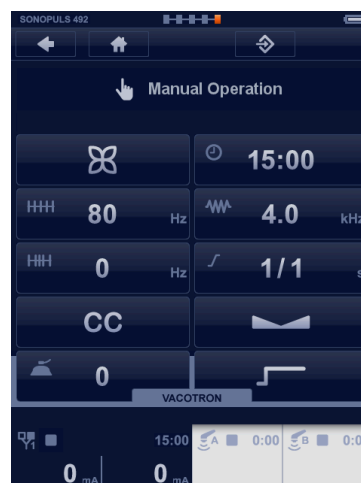 SONOPULS 492
Manual Operation
15:00
80 Hz 4.0 kHz
0 Hz 1/1 s
CC
0
VACOTRON
Y1 15:00 A 0:00 B 0:0
0 mA 0 mA